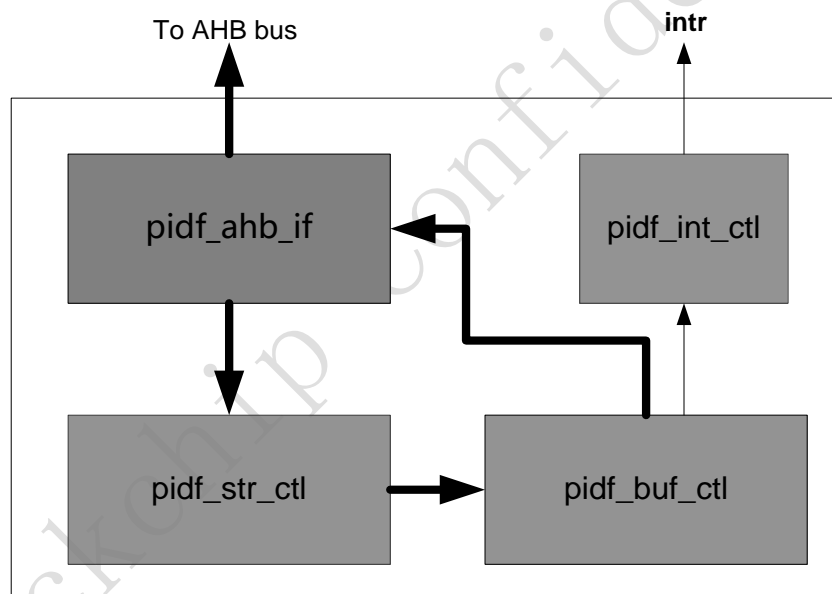 To AHB bus
intr
pidf_ahb_if
pidf_int_ctl
pidf_str_ctl
pidf_buf_ctl